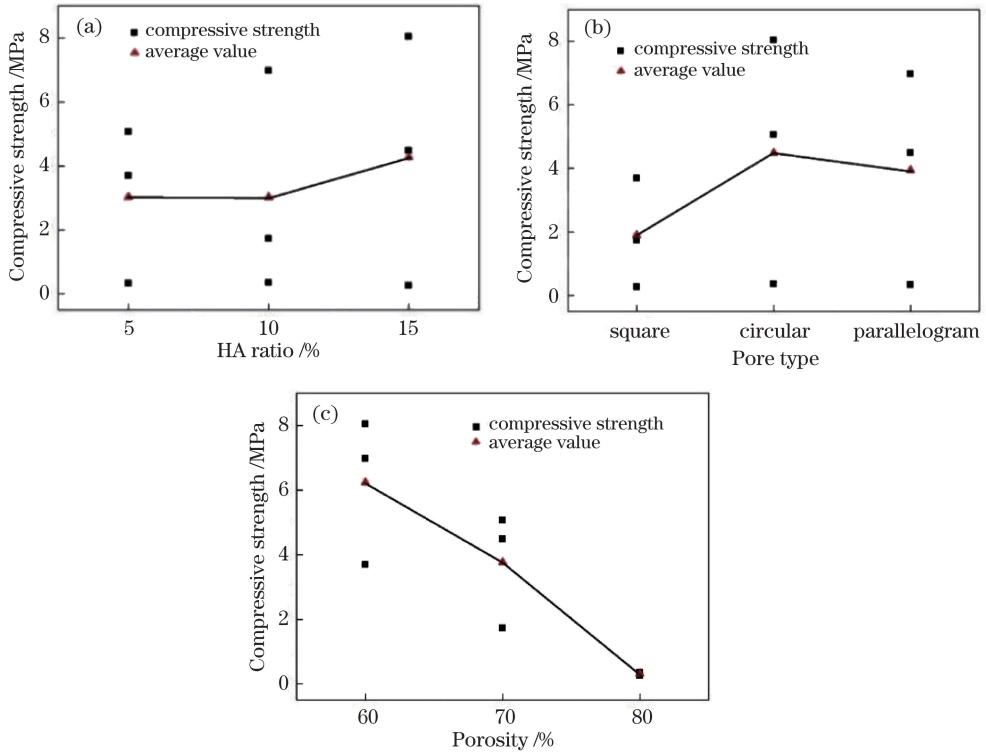 (a)
compressive strength
average value
8
6
4
2
0
Compressive strength /MPa
5 10 15
HA ratio /%
(b)
compressive strength
average value
8
6
4
2
0
Compressive strength /MPa
square circular parallelogram
Pore type
(c)
compressive strength
average value
8
6
4
2
0
Compressive strength /MPa
60 70 80
Porosity /%